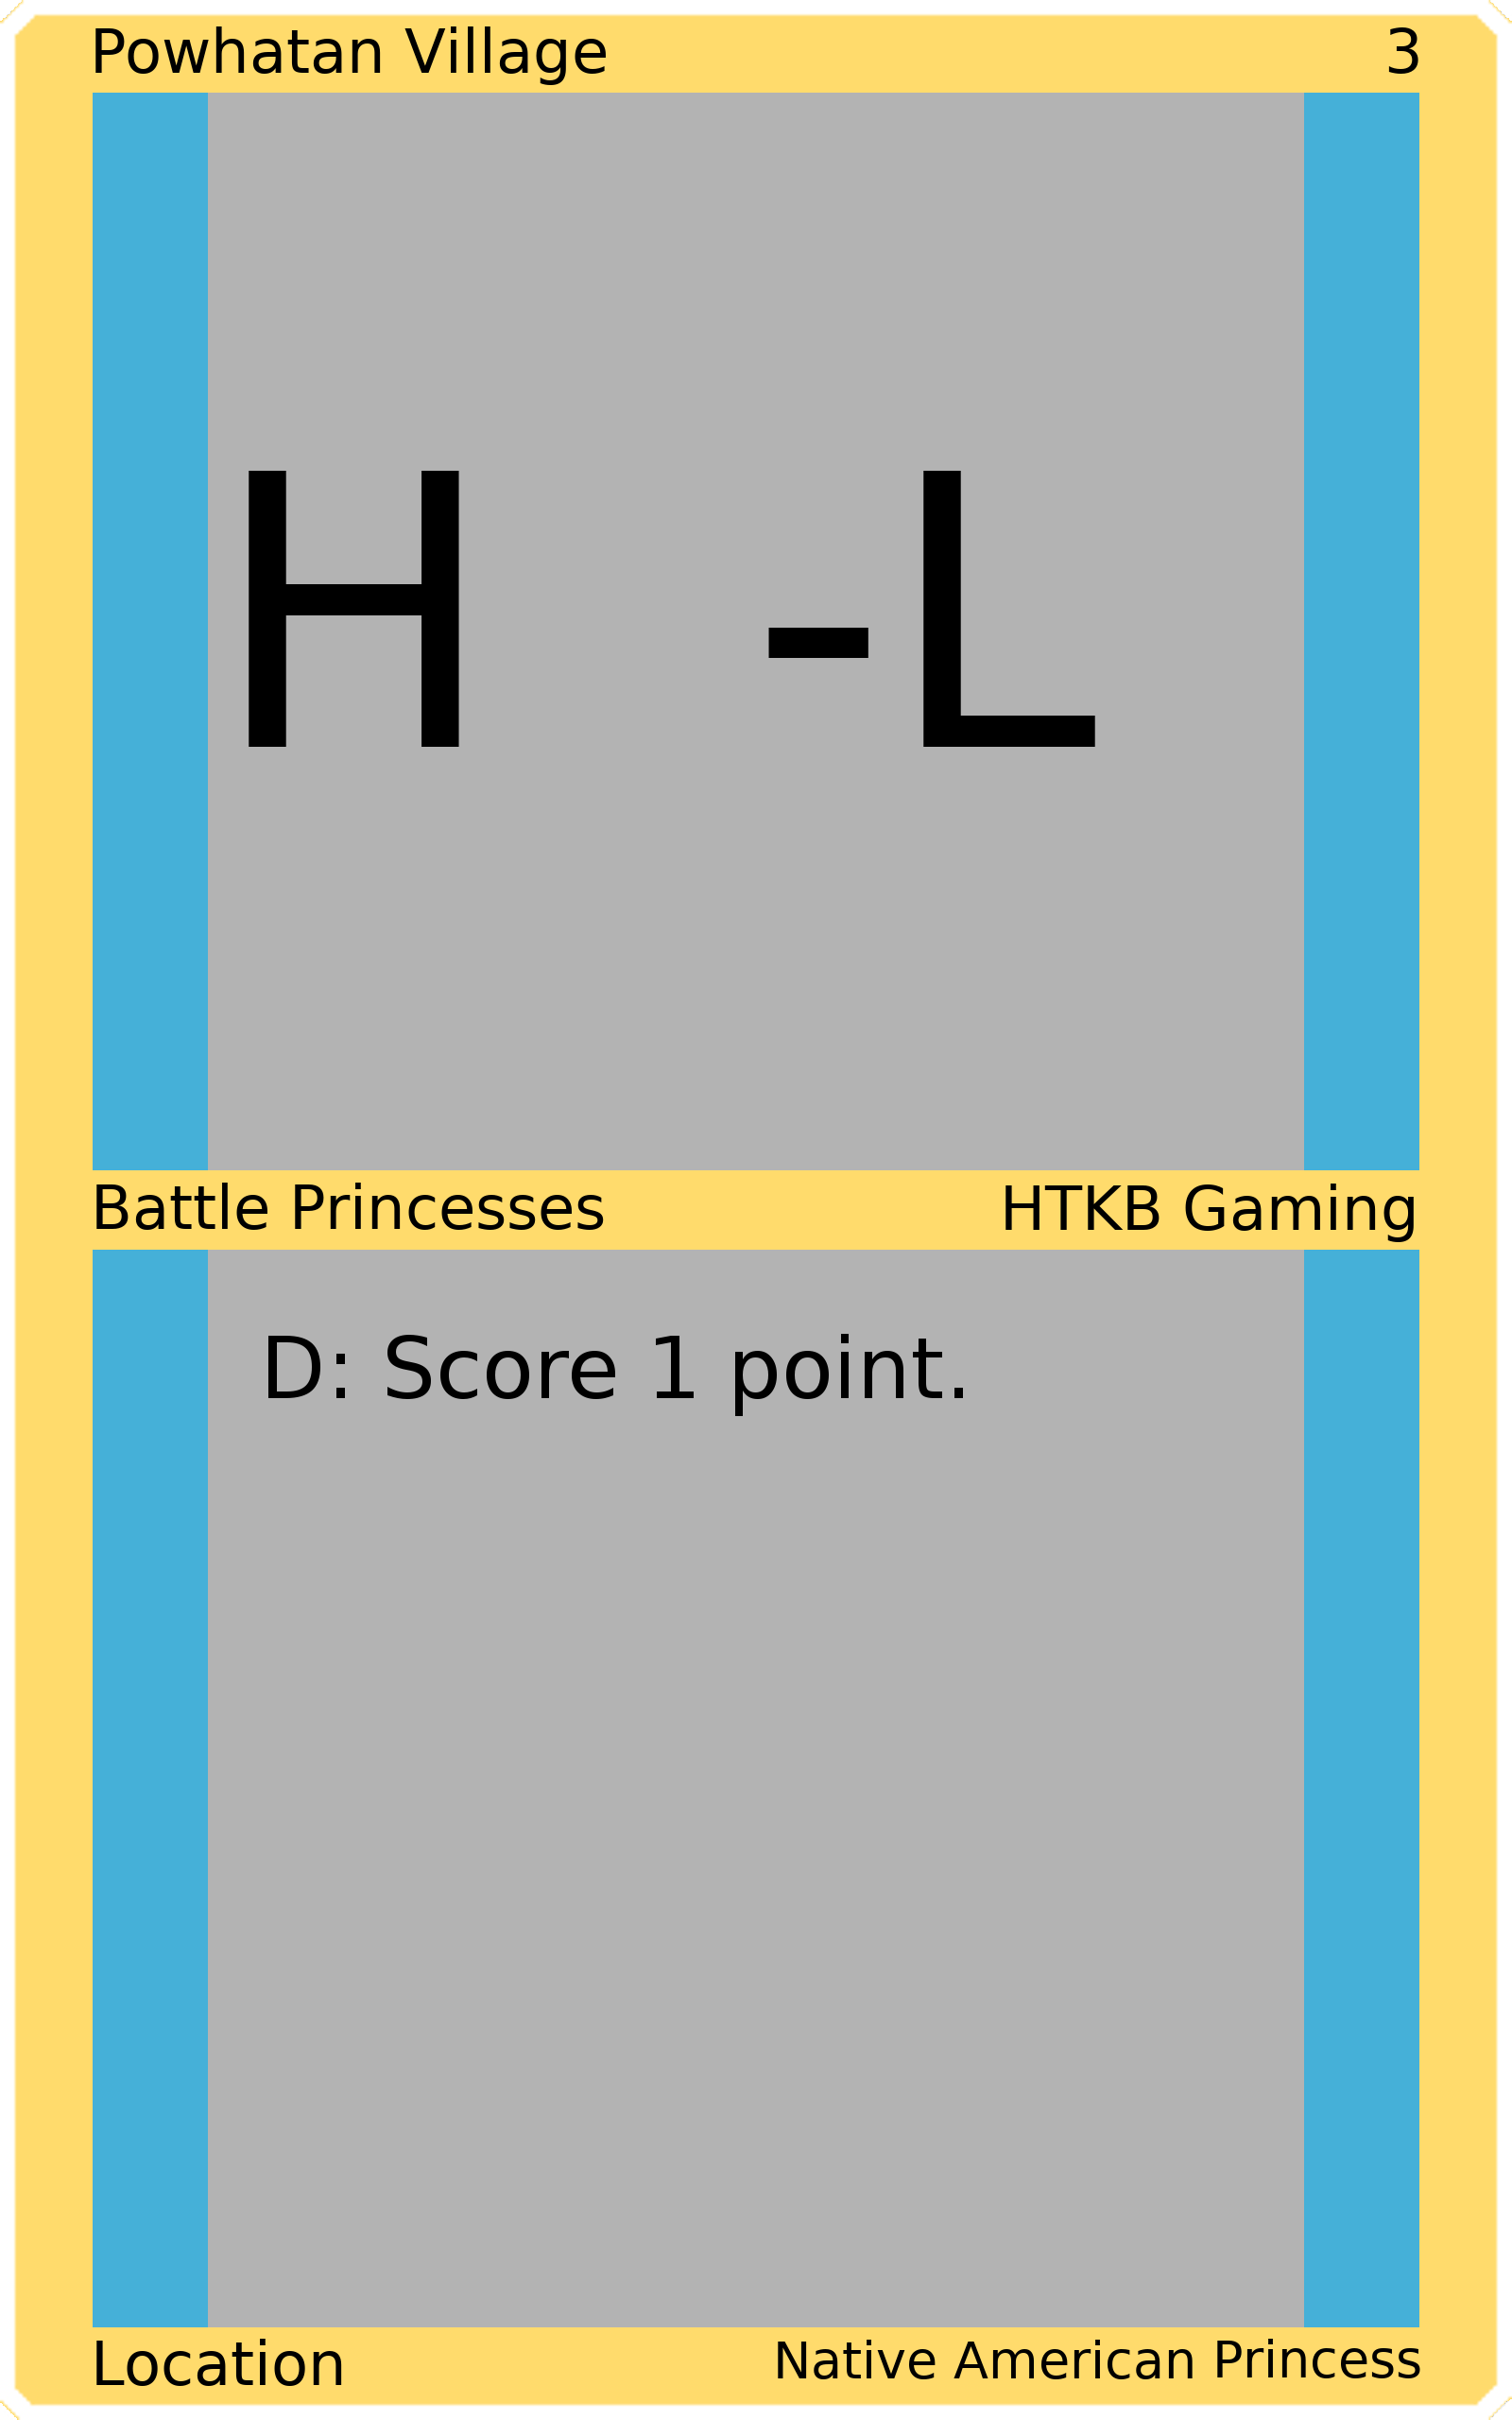 Powhatan Village 3
H -L
Battle Princesses HTKB Gaming
D: Score 1 point.
Location Native American Princess